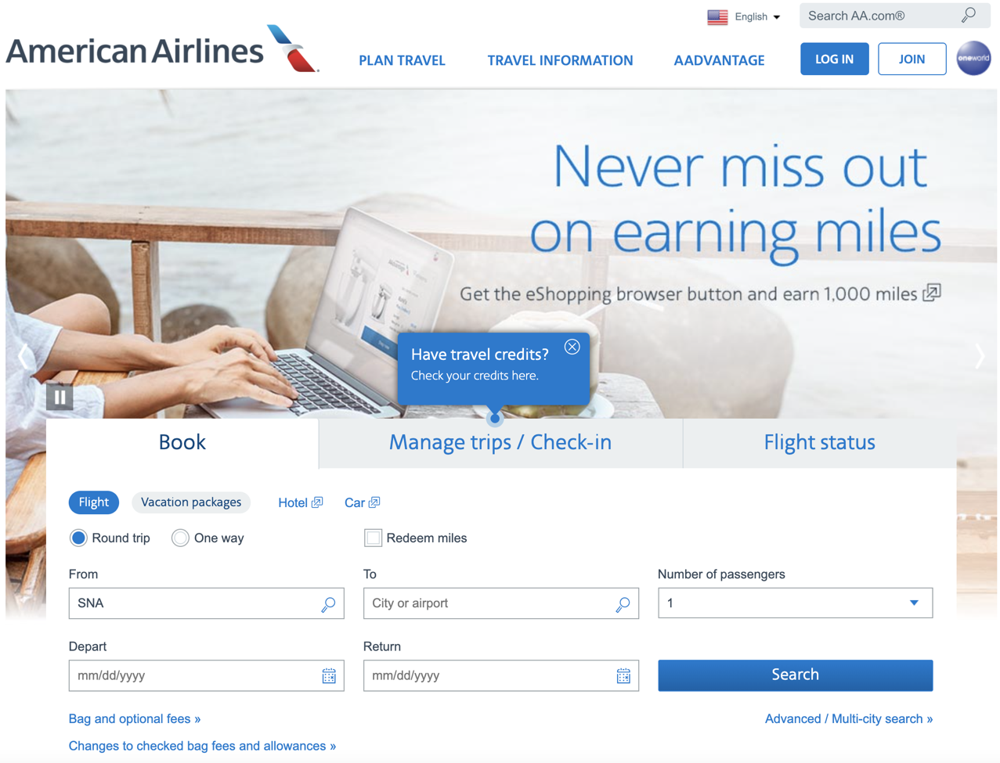 English
Search AA.com®
American Airlines
PLAN TRAVEL
TRAVEL INFORMATION
AADVANTAGE
LOG IN
JOIN
oneworld
Never miss out
on earning miles
Get the eShopping browser button and earn 1,000 miles
Have travel credits?
Check your credits here.
Book
Manage trips / Check-in
Flight status
Flight
Vacation packages
Hotel
Car
Round trip
One way
Redeem miles
From
To
Number of passengers
SNA
City or airport
1
Depart
Return
mm/dd/yyyy
mm/dd/yyyy
Search
Bag and optional fees »
Advanced / Multi-city search »
Changes to checked bag fees and allowances »